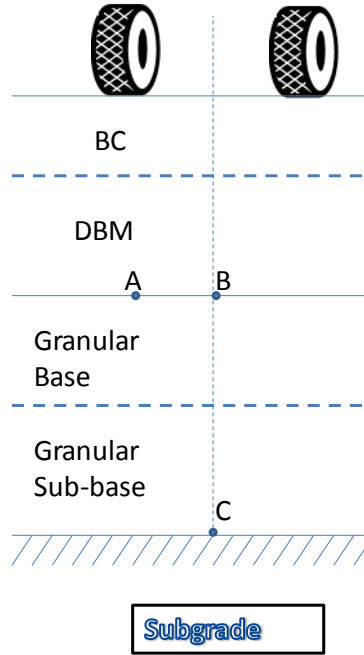 BC
DBM
A
B
Granular
Base
Granular
Sub-base
C
Subgrade